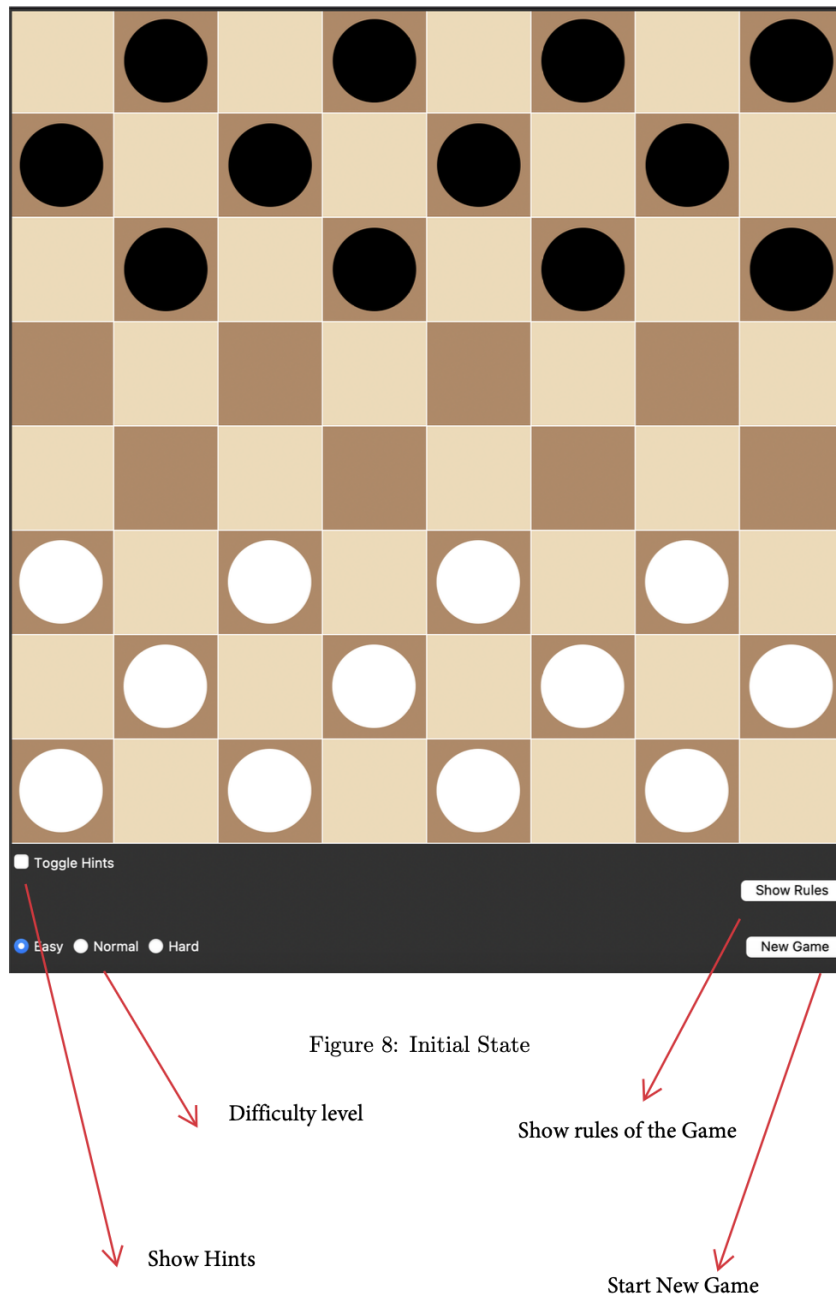 Toggle Hints
Show Rules
Easy Normal Hard
New Game
Figure 8: Initial State
Difficulty level
Show rules of the Game
Show Hints
Start New Game